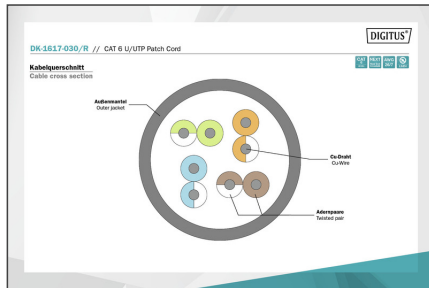 DIGITUS®
DK-1617-030/R // CAT 6 U/UTP Patch Cord
Kabelquerschnitt
Cable cross section
Außenmantel
Outer jacket
Cu-Draht
Cu-Wire
Adernpaare
Twisted pair